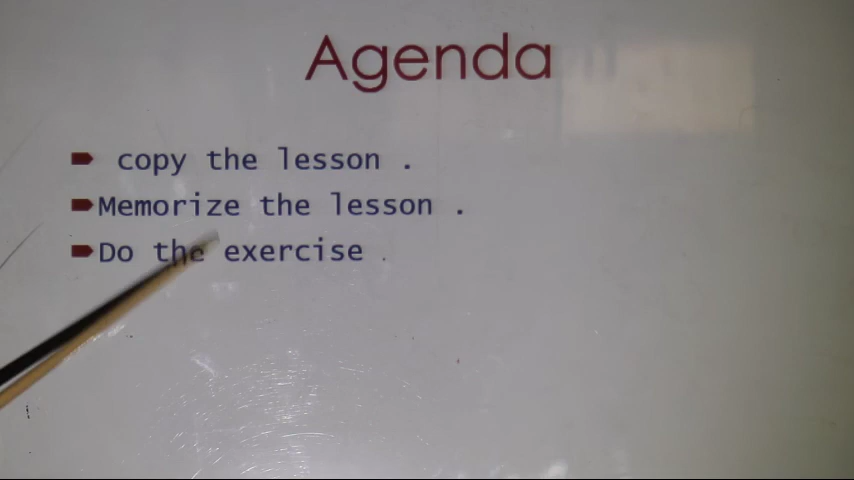 Agenda
copy the lesson .
Memorize the lesson .
Do the exercise .